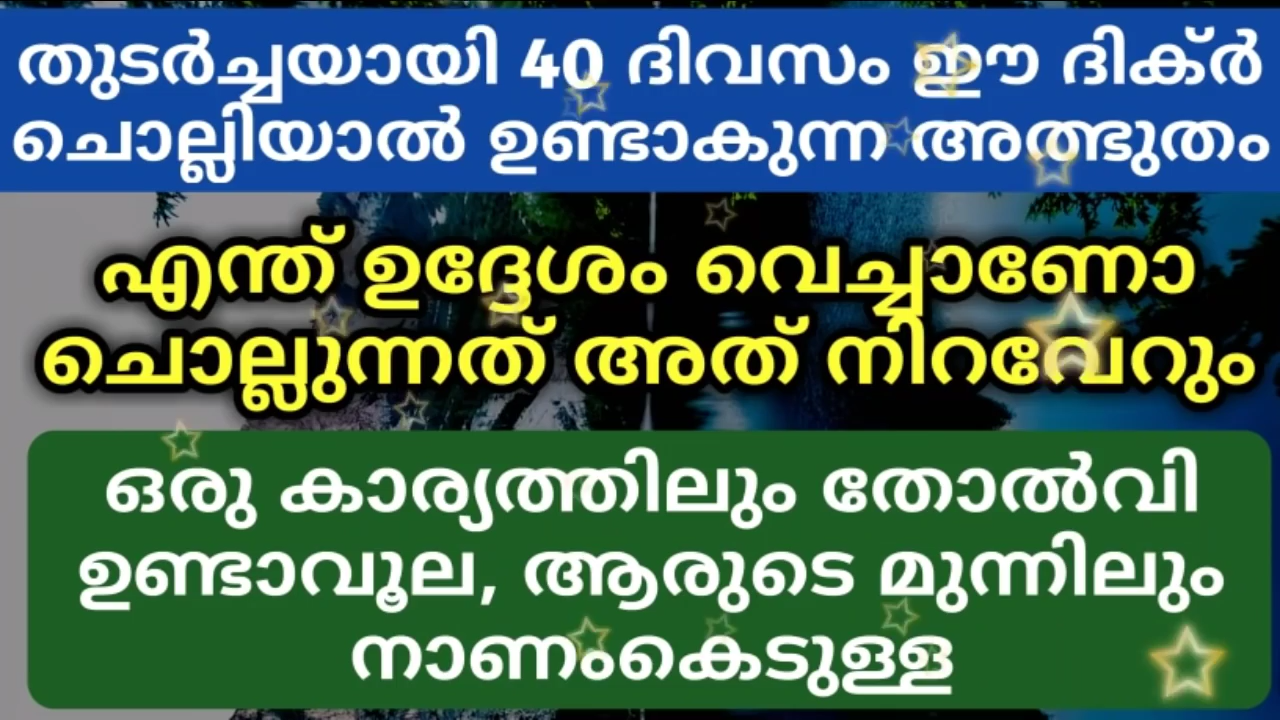 തുടർച്ചയായി 40 ദിവസം ഈ ദിക്ർ
ചൊല്ലിയാൽ ഉണ്ടാകുന്ന അത്ഭുതം
എന്ത് ഉദ്ദേശം വെച്ചാണോ
ചൊല്ലുന്നത് അത് നിറവേറും
ഒരു കാര്യത്തിലും തോൽവി
ഉണ്ടാവൂല, ആരുടെ മുന്നിലും
നാണംകെടുള്ള